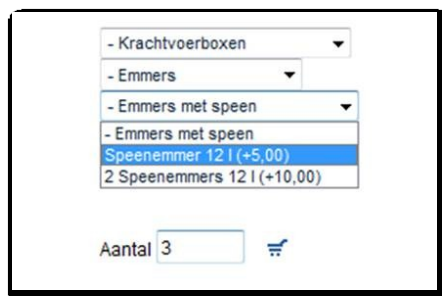 - Krachtvoerboxen
- Emmers
- Emmers met speen
- Emmers met speen
Speenemmer 12 l (+5,00)
2 Speenemmers 12 l (+10,00)
Aantal 3